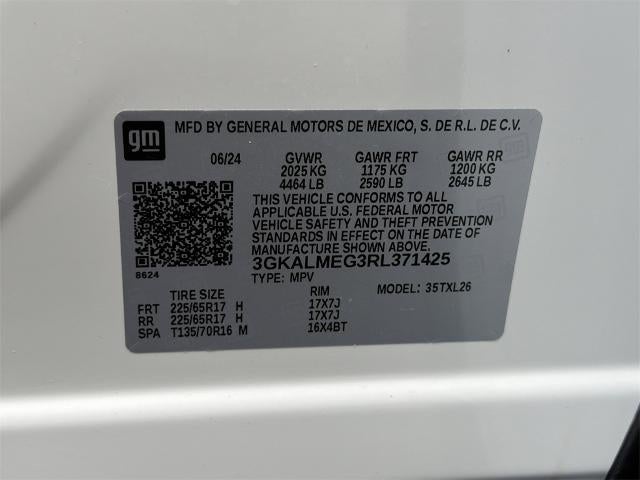 gm MFD BY GENERAL MOTORS DE MEXICO, S. DE R.L. DE C.V.
06/24 GVWR GAWR FRT GAWR RR
2025 KG 1175 KG 1200 KG
4464 LB 2590 LB 2645 LB
THIS VEHICLE CONFORMS TO ALL
APPLICABLE U.S. FEDERAL MOTOR
VEHICLE SAFETY AND THEFT
PREVENTION STANDARDS IN
EFFECT ON THE DATE OF
MANUFACTURE SHOWN ABOVE.
8624
3GKALMEG3RL371425
TYPE: MPV MODEL: 35TXL26
TIRE SIZE RIM
FRT 225/65R17 H 17X7J
RR 225/65R17 H 17X7J
SPA T135/70R16 M 16X4BT